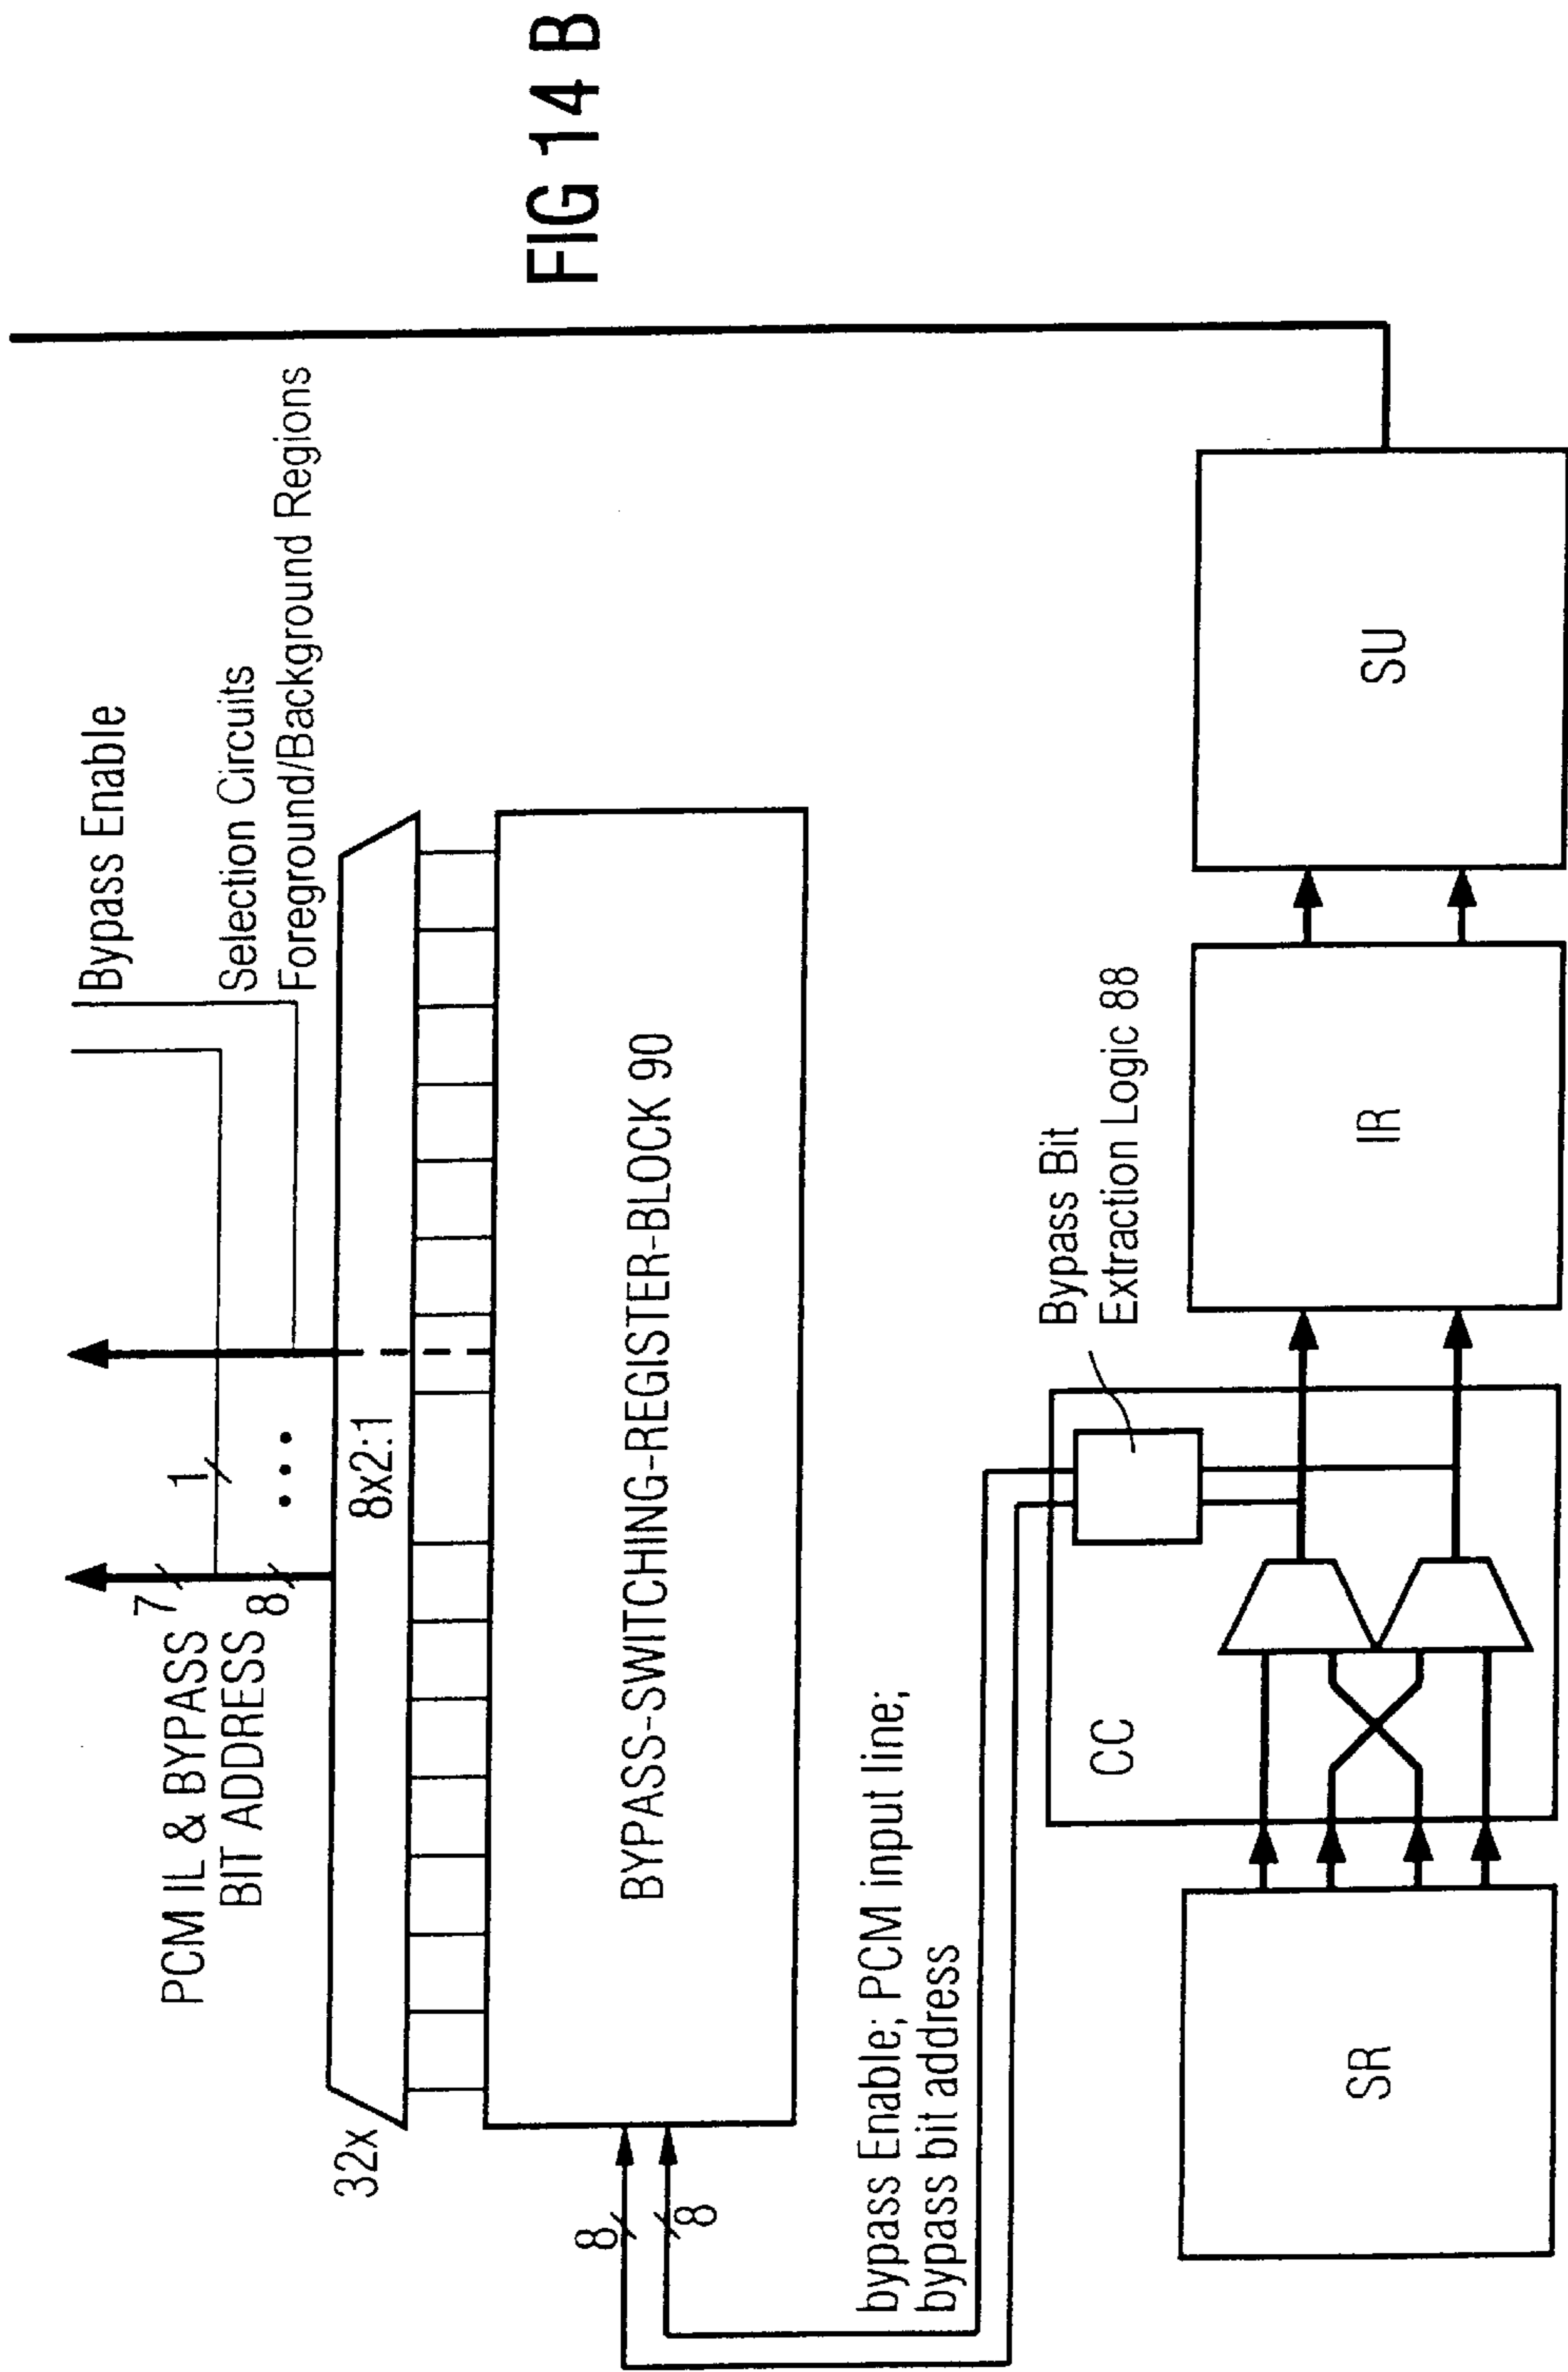 FIG 14 B
Bypass Enable
Selection Circuits
Foreground/Background Regions
PCM IL & BYPASS
BIT ADDRESS
7
1
8
•••
32x
8x2:1
BYPASS-SWITCHING-REGISTER-BLOCK 90
8
8
bypass Enable; PCM input line;
bypass bit address
Bypass Bit
Extraction Logic 88
SR
CC
IR
SU